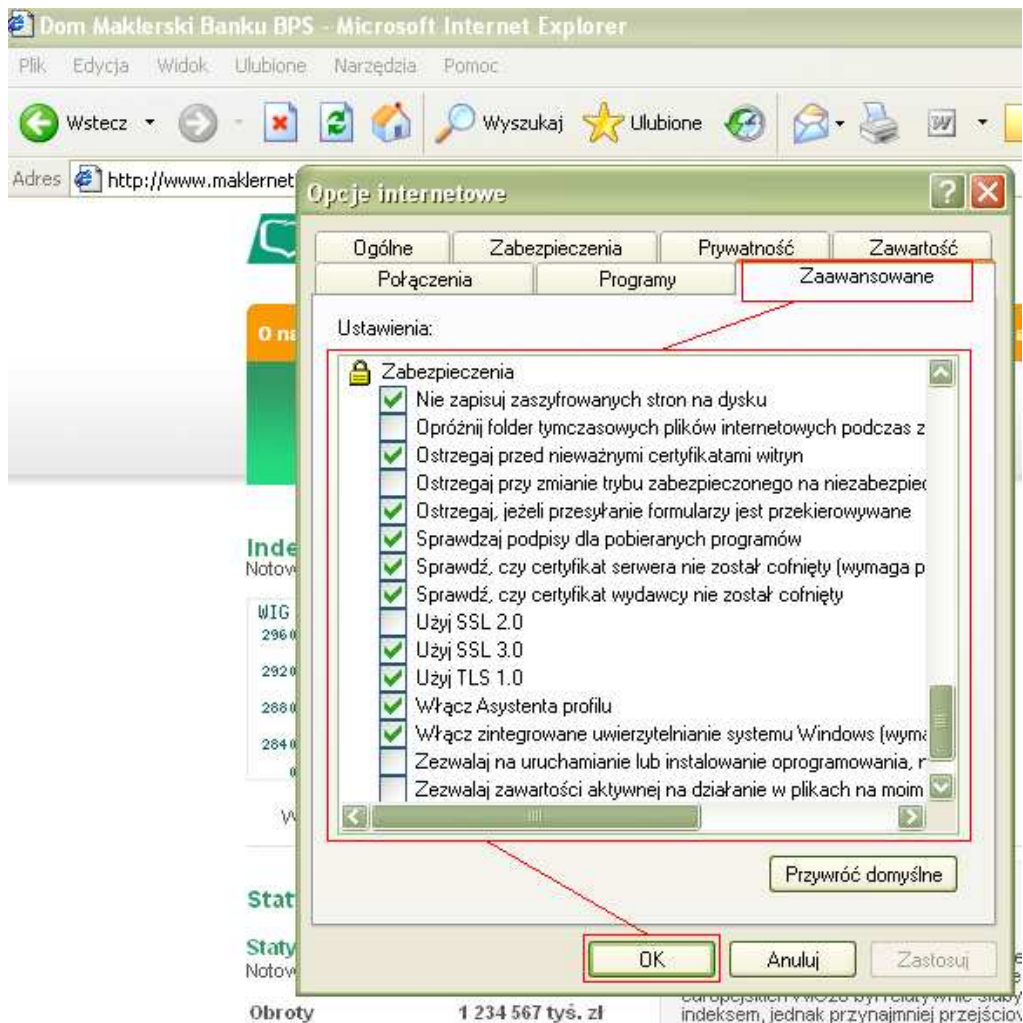 Dom Maklerski Banku BPS - Microsoft Internet Explorer
Plik Edycja Widok Ulubione Narzędzia Pomoc
Wstecz Wyszukaj Ulubione
Adres http://www.maklernet
Opcje internetowe
Ogólne Zabezpieczenia Prywatność Zawartość
Połączenia Programy Zaawansowane
O na
Ustawienia:
Zabezpieczenia
Nie zapisuj zaszyfrowanych stron na dysku
Opróżnij folder tymczasowych plików internetowych podczas z
Ostrzegaj przed nieważnymi certyfikatami witryn
Ostrzegaj przy zmianie trybu zabezpieczonego na niezabezpiec
Ostrzegaj, jeżeli przesyłanie formularzy jest przekierowywane
Sprawdzaj podpisy dla pobieranych programów
Sprawdź, czy certyfikat serwera nie został cofnięty (wymaga p
Sprawdź, czy certyfikat wydawcy nie został cofnięty
Użyj SSL 2.0
Użyj SSL 3.0
Użyj TLS 1.0
Włącz Asystenta profilu
Włącz zintegrowane uwierzytelnianie systemu Windows (wyma
Zezwalaj na uruchamianie lub instalowanie oprogramowania, n
Zezwalaj zawartości aktywnej na działanie w plikach na moim
Inde
Notow
WIG
2960
2920
2880
2840
0
Przywróć domyślne
Stat
Staty
Notow
OK Anuluj Zastosuj
Obroty 1 234 567 tyś. zł
indeksem, jednak przynajmniej przejściow